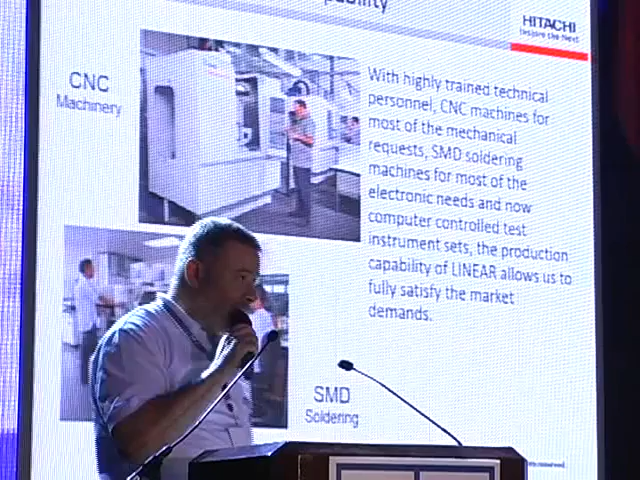 HITACHI
Inspire the Next
CNC
Machinery
With highly trained technical
personnel, CNC machines for
most of the mechanical
requests, SMD soldering
machines for most of the
electronic needs and now
computer controlled test
instrument sets, the production
capability of LINEAR allows us to
fully satisfy the market
demands.
SMD
Soldering